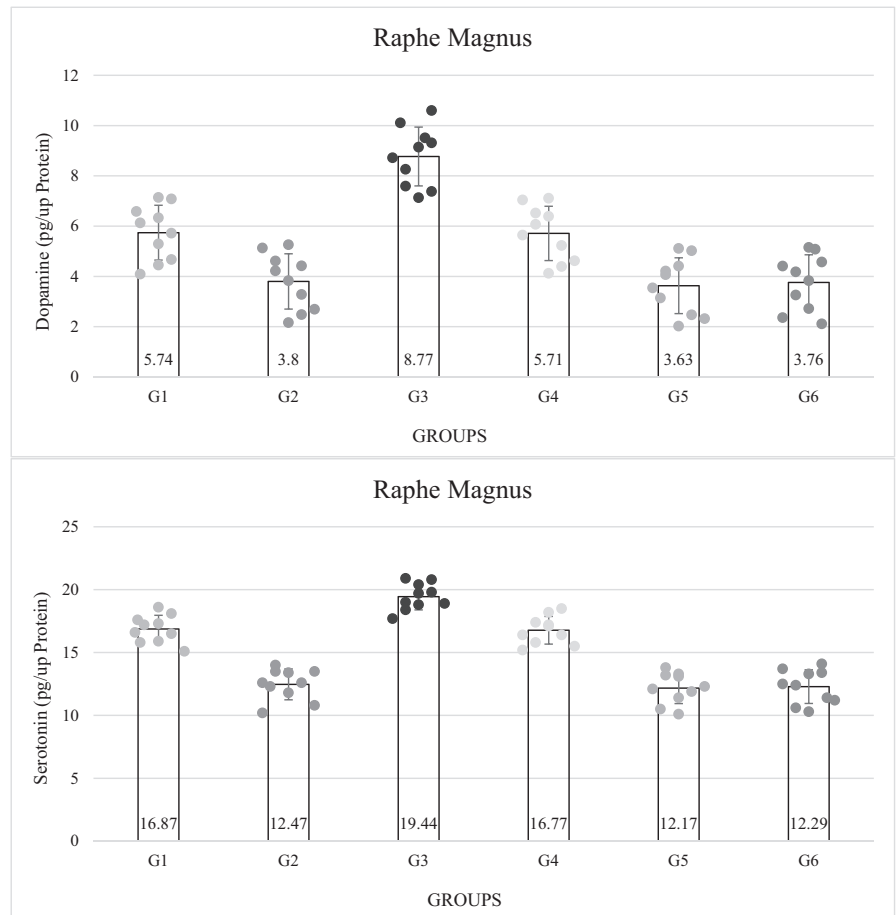 Raphe Magnus
Dopamine (pg/up Protein)
12
10
8
6
4
2
0
5.74 3.8 8.77 5.71 3.63 3.76
G1 G2 G3 G4 G5 G6
GROUPS
Raphe Magnus
Serotonin (pg/up Protein)
25
20
15
10
5
0
16.87 12.47 19.44 16.77 12.17 12.29
G1 G2 G3 G4 G5 G6
GROUPS